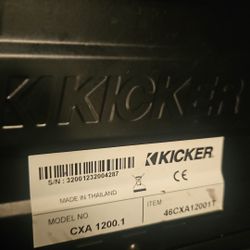 KICKER
S/N : 32001232004287
KICKER
MADE IN THAILAND
CE
MODEL NO
ITEM
CXA 1200.1
46CXA12001T